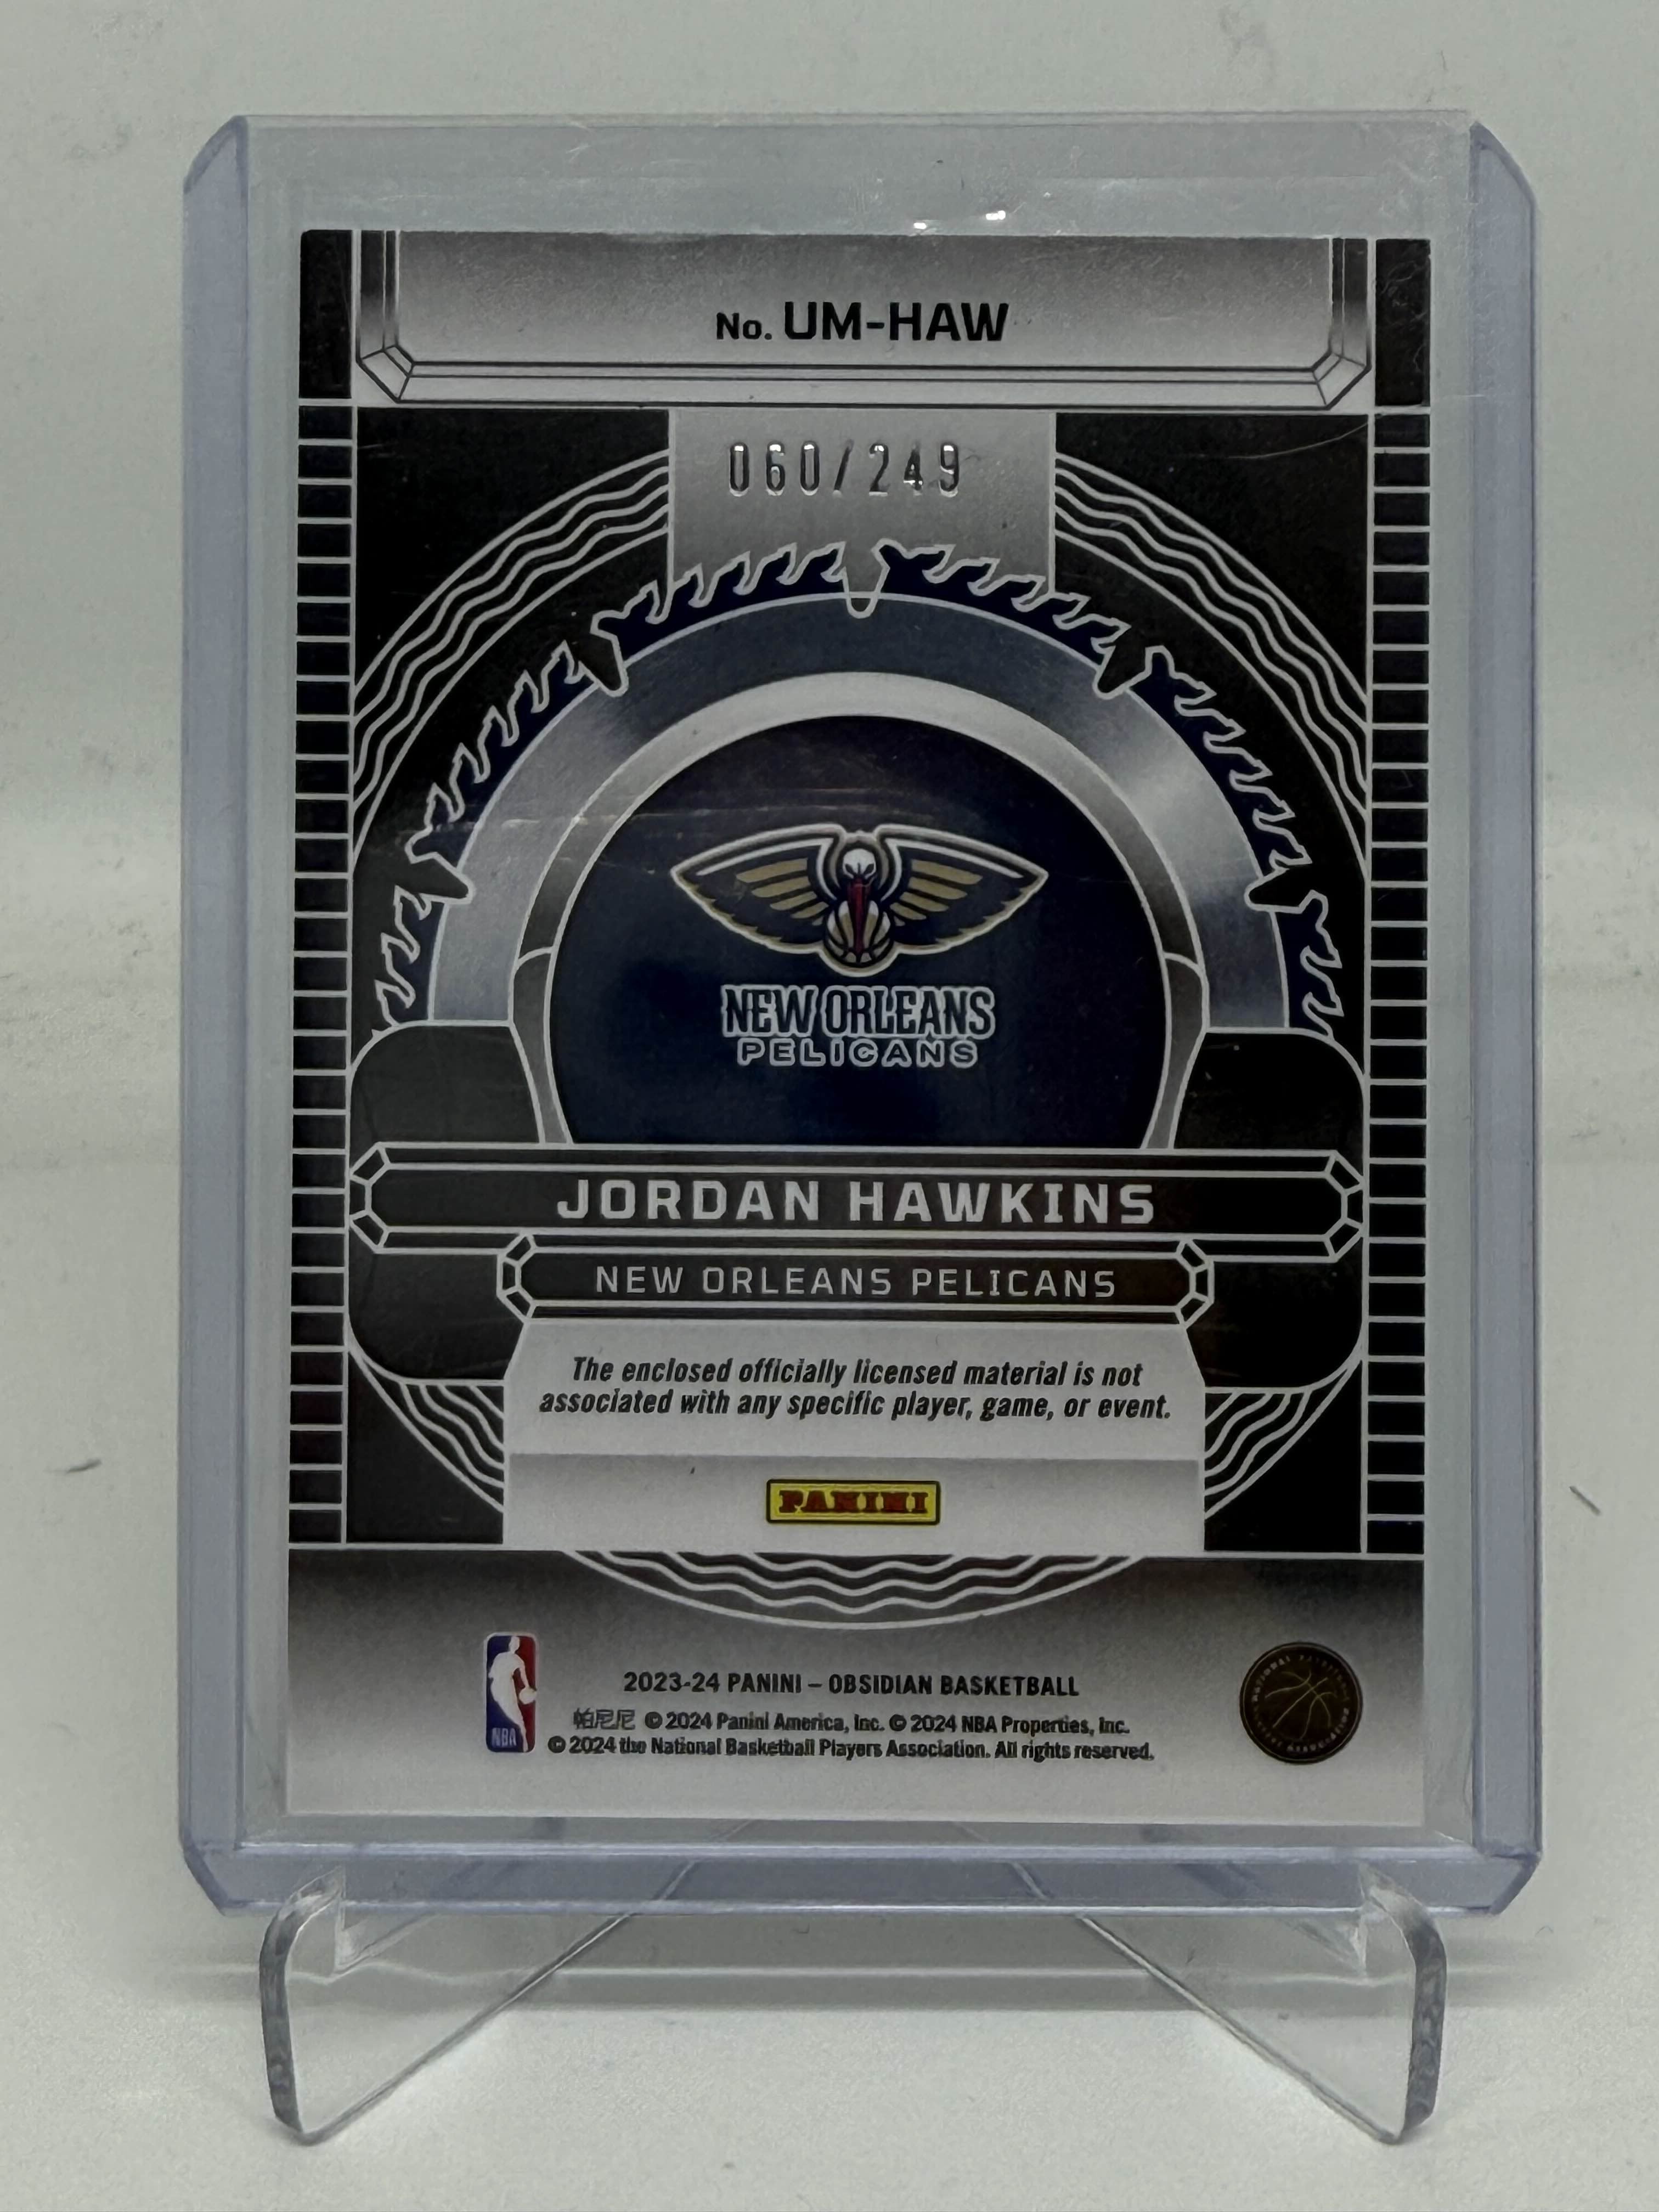 No. UM-HAW
060/249
NEW ORLEANS
PELICANS
JORDAN HAWKINS
NEW ORLEANS PELICANS
The enclosed officially licensed material is not
associated with any specific player, game, or event.
PANINI
NBA
2023-24 PANINI – OBSIDIAN BASKETBALL
帕尼尼 © 2024 Panini America, Inc. © 2024 NBA Properties, Inc.
© 2024 the National Basketball Players Association. All rights reserved.